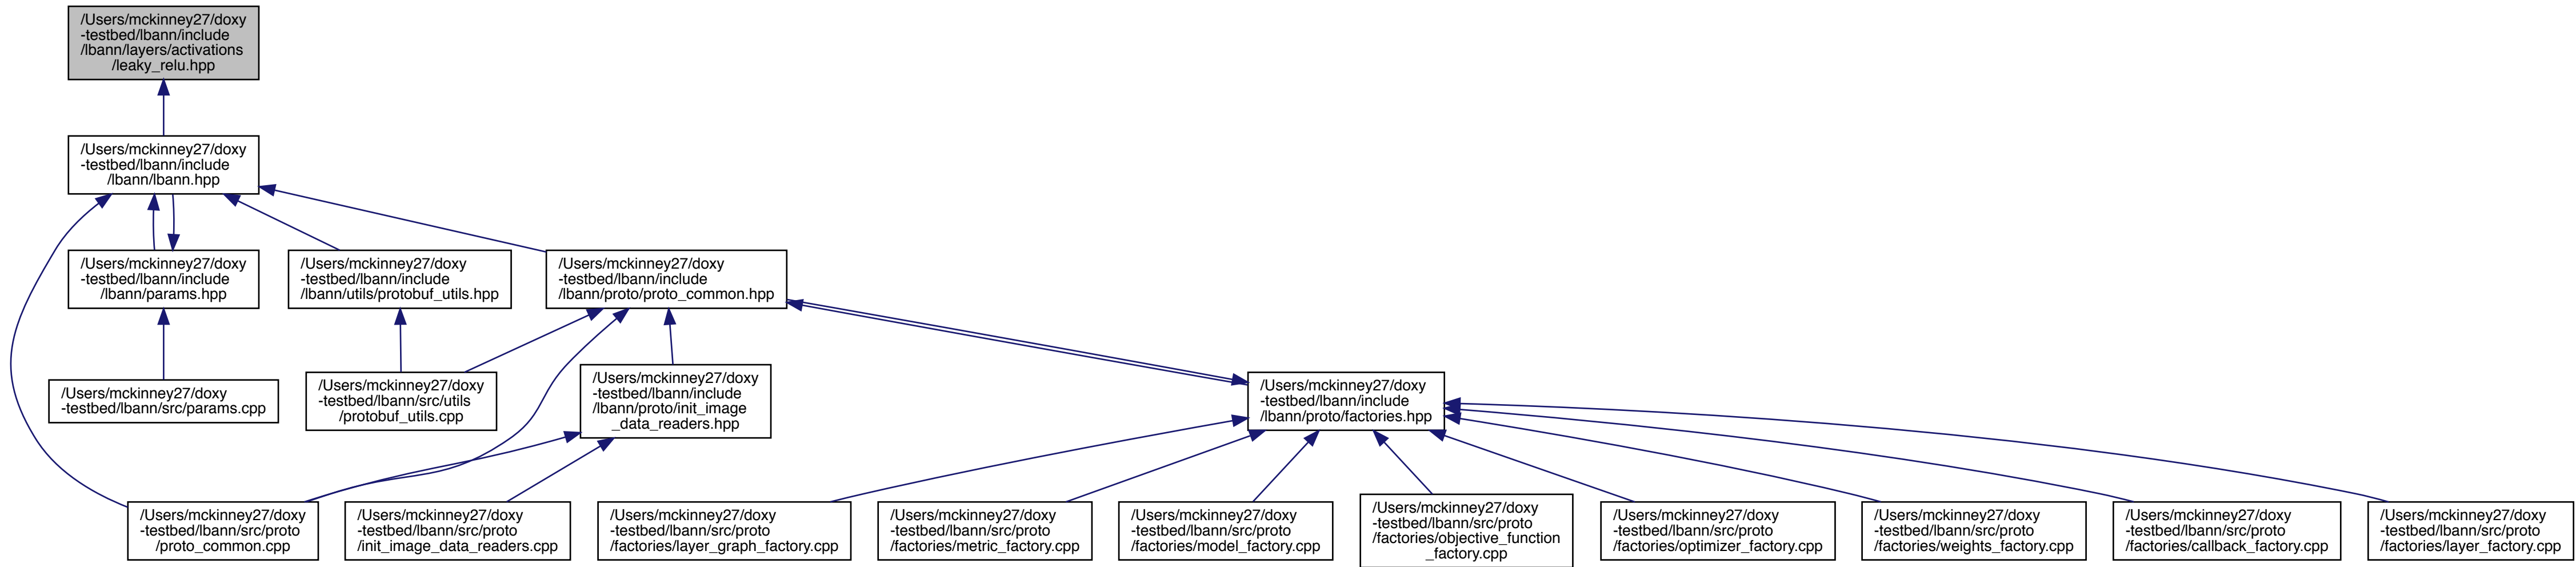 /Users/mckinney27/doxy
-testbed/lbann/include
/lbann/layers/activations
/leaky_relu.hpp
/Users/mckinney27/doxy
-testbed/lbann/include
/lbann/lbann.hpp
/Users/mckinney27/doxy
-testbed/lbann/include
/lbann/params.hpp
/Users/mckinney27/doxy
-testbed/lbann/include
/lbann/utils/protobuf_utils.hpp
/Users/mckinney27/doxy
-testbed/lbann/include
/lbann/proto/proto_common.hpp
/Users/mckinney27/doxy
-testbed/lbann/src/params.cpp
/Users/mckinney27/doxy
-testbed/lbann/src/utils
/protobuf_utils.cpp
/Users/mckinney27/doxy
-testbed/lbann/include
/lbann/proto/init_image
_data_readers.hpp
/Users/mckinney27/doxy
-testbed/lbann/include
/lbann/proto/factories.hpp
/Users/mckinney27/doxy
-testbed/lbann/src/proto
/proto_common.cpp
/Users/mckinney27/doxy
-testbed/lbann/src/proto
/init_image_data_readers.cpp
/Users/mckinney27/doxy
-testbed/lbann/src/proto
/factories/layer_graph_factory.cpp
/Users/mckinney27/doxy
-testbed/lbann/src/proto
/factories/metric_factory.cpp
/Users/mckinney27/doxy
-testbed/lbann/src/proto
/factories/model_factory.cpp
/Users/mckinney27/doxy
-testbed/lbann/src/proto
/factories/objective_function
_factory.cpp
/Users/mckinney27/doxy
-testbed/lbann/src/proto
/factories/optimizer_factory.cpp
/Users/mckinney27/doxy
-testbed/lbann/src/proto
/factories/weights_factory.cpp
/Users/mckinney27/doxy
-testbed/lbann/src/proto
/factories/callback_factory.cpp
/Users/mckinney27/doxy
-testbed/lbann/src/proto
/factories/layer_factory.cpp